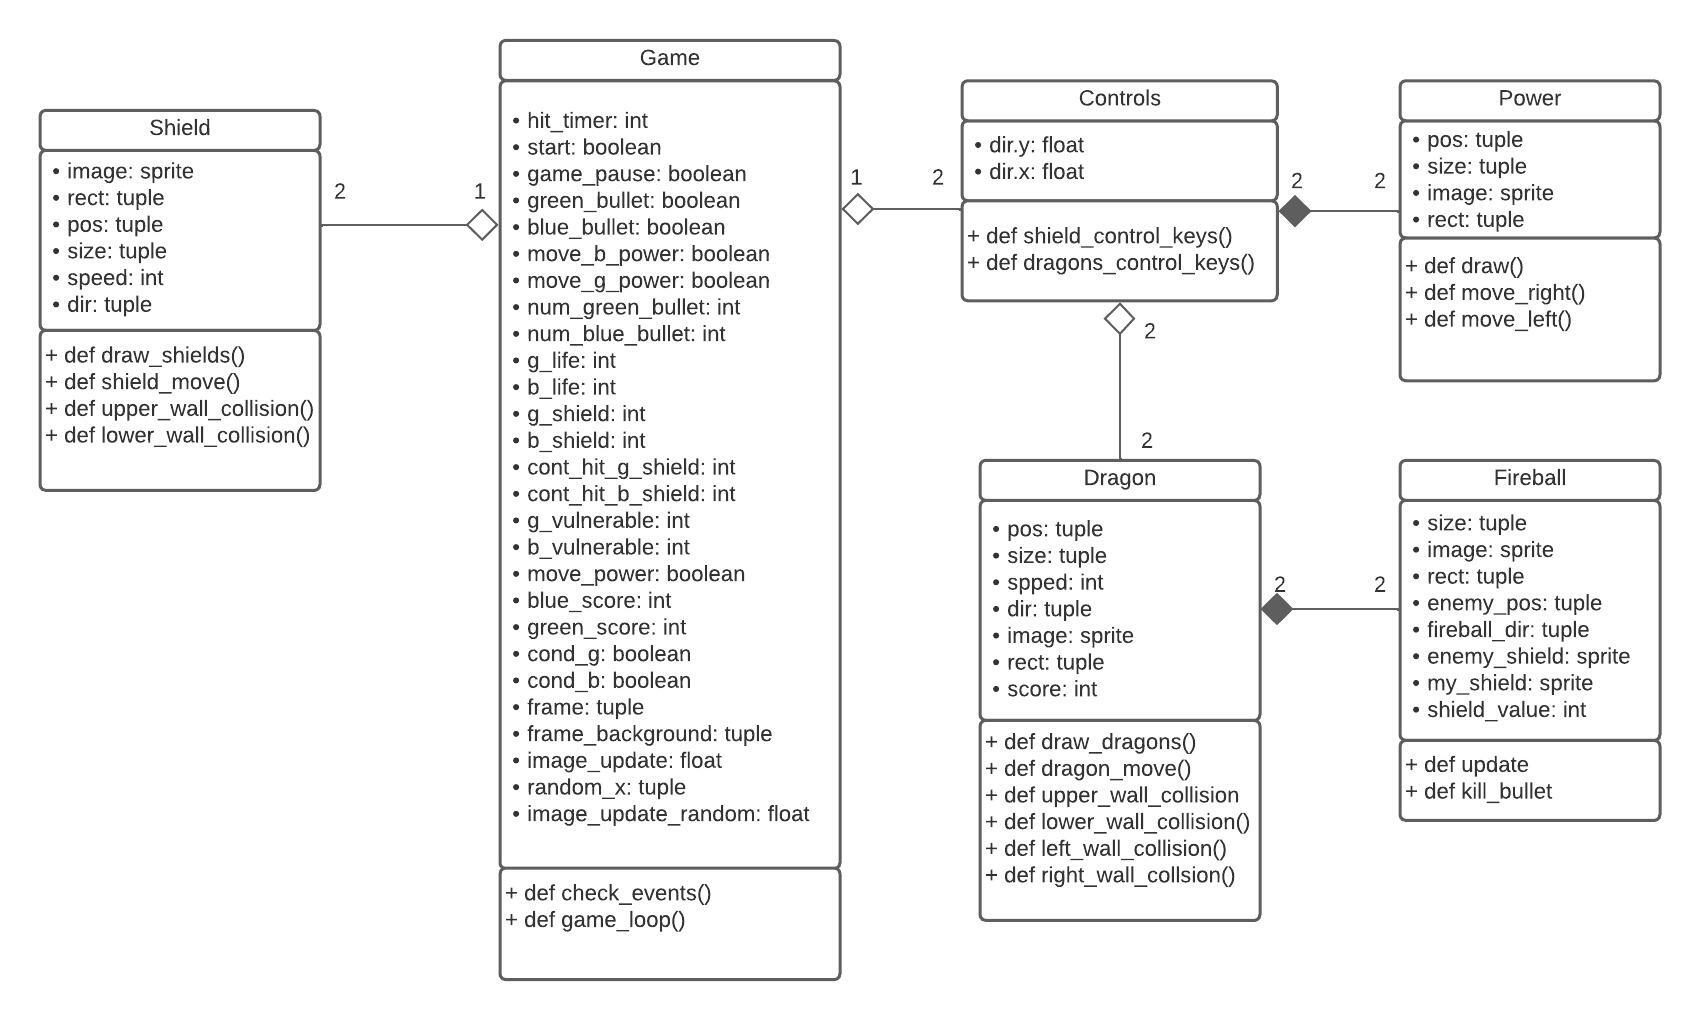 Shield
• image: sprite
• rect: tuple
• pos: tuple
• size: tuple
• speed: int
• dir: tuple
+ def draw_shields()
+ def shield_move()
+ def upper_wall_collision()
+ def lower_wall_collision()
2
1
Game
• hit_timer: int
• start: boolean
• game_pause: boolean
• green_bullet: boolean
• blue_bullet: boolean
• move_b_power: boolean
• move_g_power: boolean
• num_green_bullet: int
• num_blue_bullet: int
• g_life: int
• b_life: int
• g_shield: int
• b_shield: int
• cont_hit_g_shield: int
• cont_hit_b_shield: int
• g_vulnerable: int
• b_vulnerable: int
• move_power: boolean
• blue_score: int
• green_score: int
• cond_g: boolean
• cond_b: boolean
• frame: tuple
• frame_background: tuple
• image_update: float
• random_x: tuple
• image_update_random: float
+ def check_events()
+ def game_loop()
1
2
Controls
• dir.y: float
• dir.x: float
+ def shield_control_keys()
+ def dragons_control_keys()
2
2
Power
• pos: tuple
• size: tuple
• image: sprite
• rect: tuple
+ def draw()
+ def move_right()
+ def move_left()
2
2
Dragon
• pos: tuple
• size: tuple
• spped: int
• dir: tuple
• image: sprite
• rect: tuple
• score: int
+ def draw_dragons()
+ def dragon_move()
+ def upper_wall_collision
+ def lower_wall_collision()
+ def left_wall_collision()
+ def right_wall_collsion()
2
2
Fireball
• size: tuple
• image: sprite
• rect: tuple
• enemy_pos: tuple
• fireball_dir: tuple
• enemy_shield: sprite
• my_shield: sprite
• shield_value: int
+ def update
+ def kill_bullet